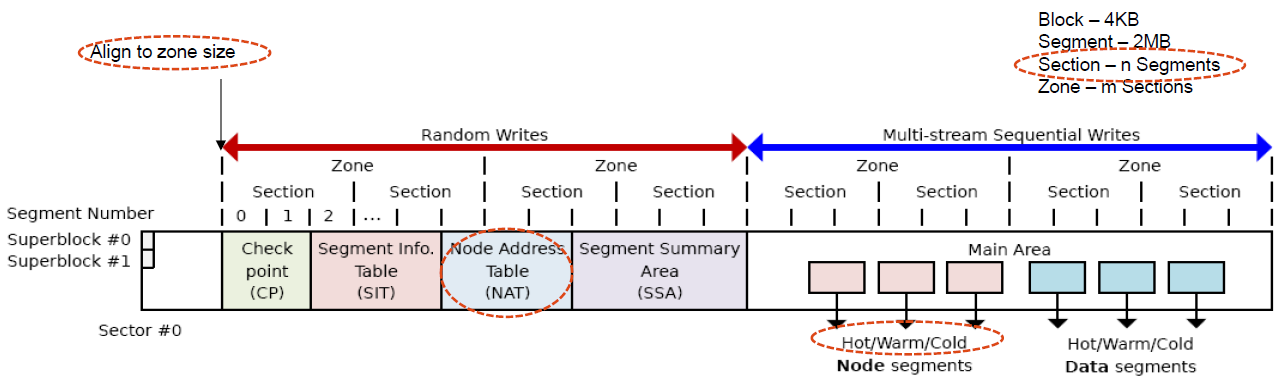 Block – 4KB
Segment – 2MB
Section – n Segments
Zone – m Sections
Align to zone size
Random Writes
Multi-stream Sequential Writes
Zone Zone Zone Zone
Section Section Section Section Section Section Section Section
Segment Number 0 1 2 ...
Superblock #0
Superblock #1
Check
point
(CP)
Segment Info.
Table
(SIT)
Node Address
Table
(NAT)
Segment Summary
Area
(SSA)
Main Area
Sector #0
Hot/Warm/Cold
Node segments
Hot/Warm/Cold
Data segments